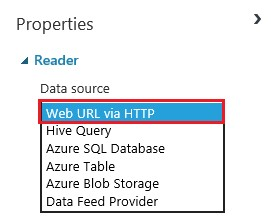 Properties
Reader
Data source
Web URL via HTTP
Hive Query
Azure SQL Database
Azure Table
Azure Blob Storage
Data Feed Provider